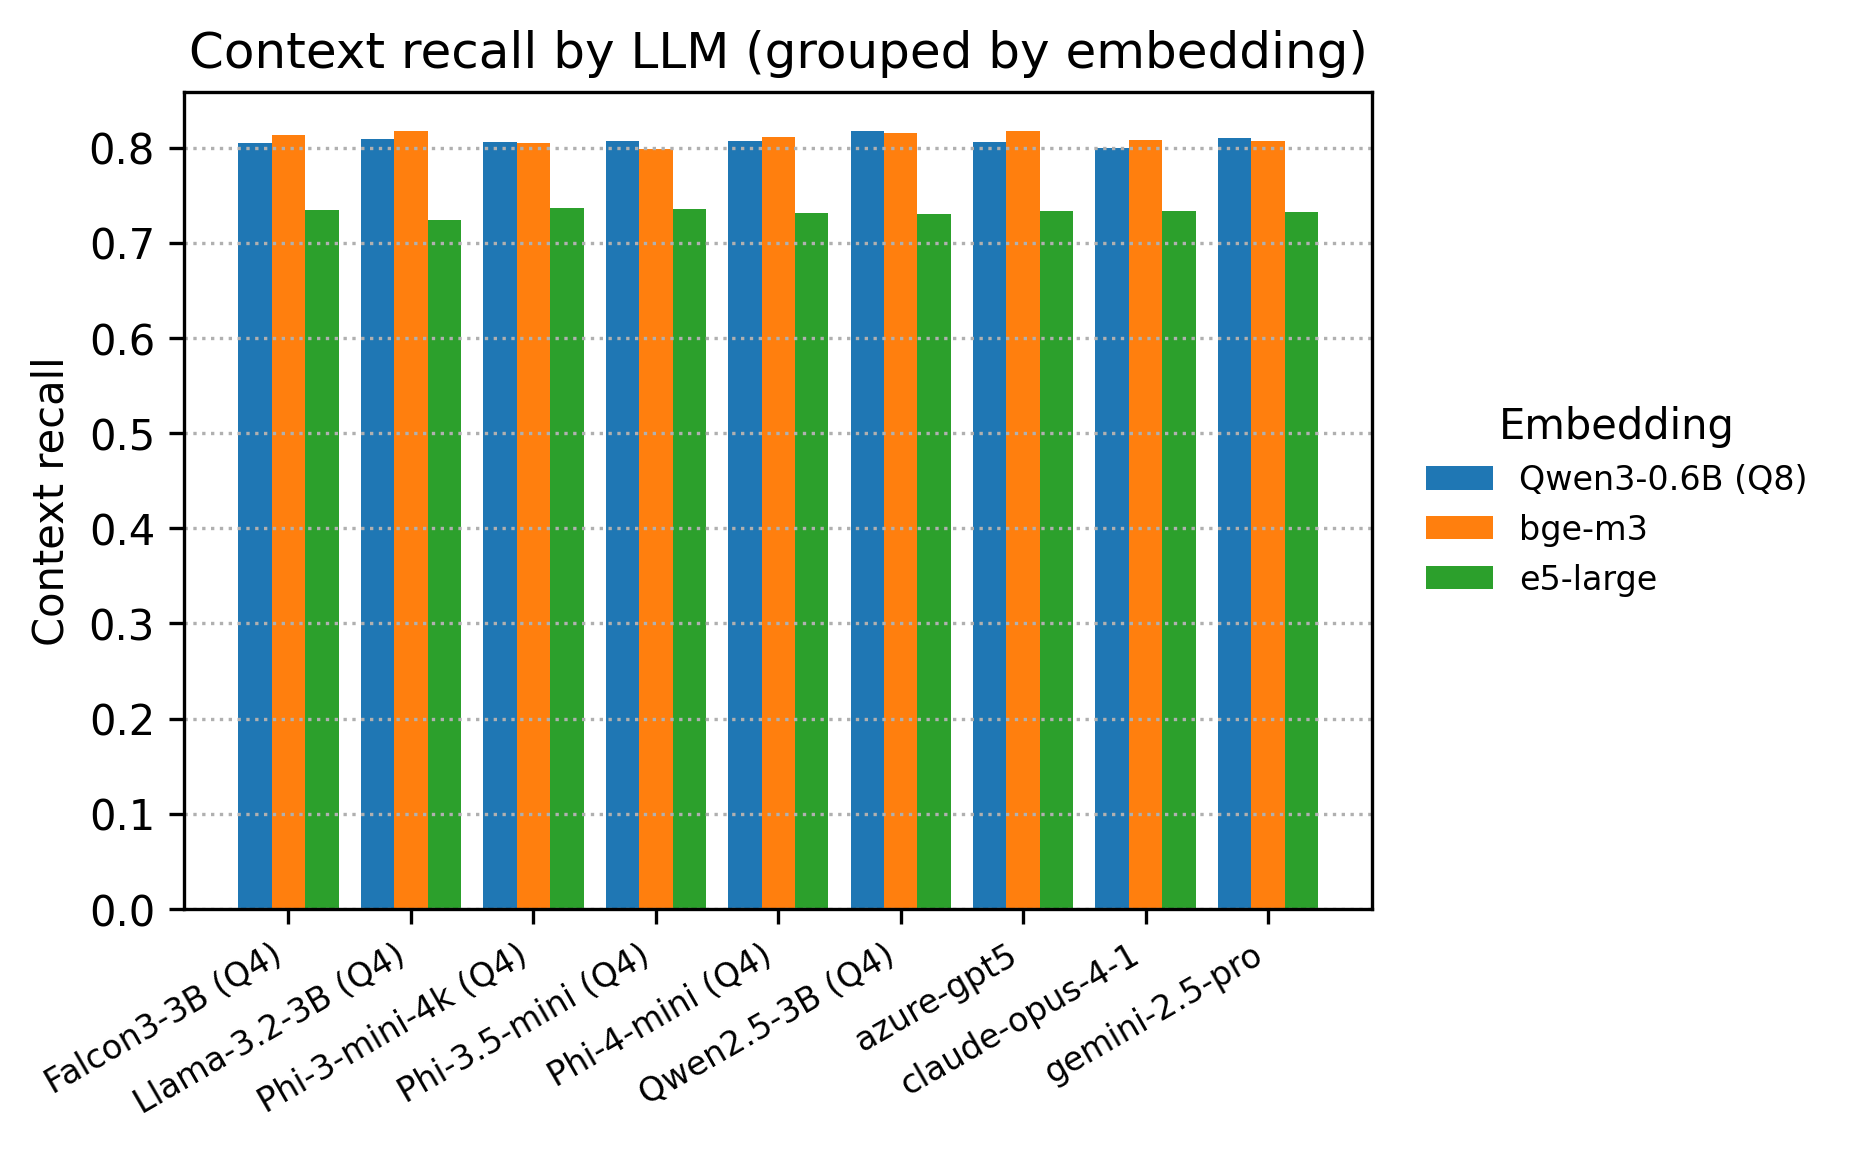 Context recall by LLM (grouped by embedding)
Context recall
0.8
0.7
0.6
0.5
0.4
0.3
0.2
0.1
0.0
Falcon3-3B (Q4)
Llama-3.2-3B (Q4)
Phi-3-mini-4k (Q4)
Phi-3.5-mini (Q4)
Phi-4-mini (Q4)
Qwen2.5-3B (Q4)
azure-gpt5
claude-opus-4-1
gemini-2.5-pro
Embedding
Qwen3-0.6B (Q8)
bge-m3
e5-large